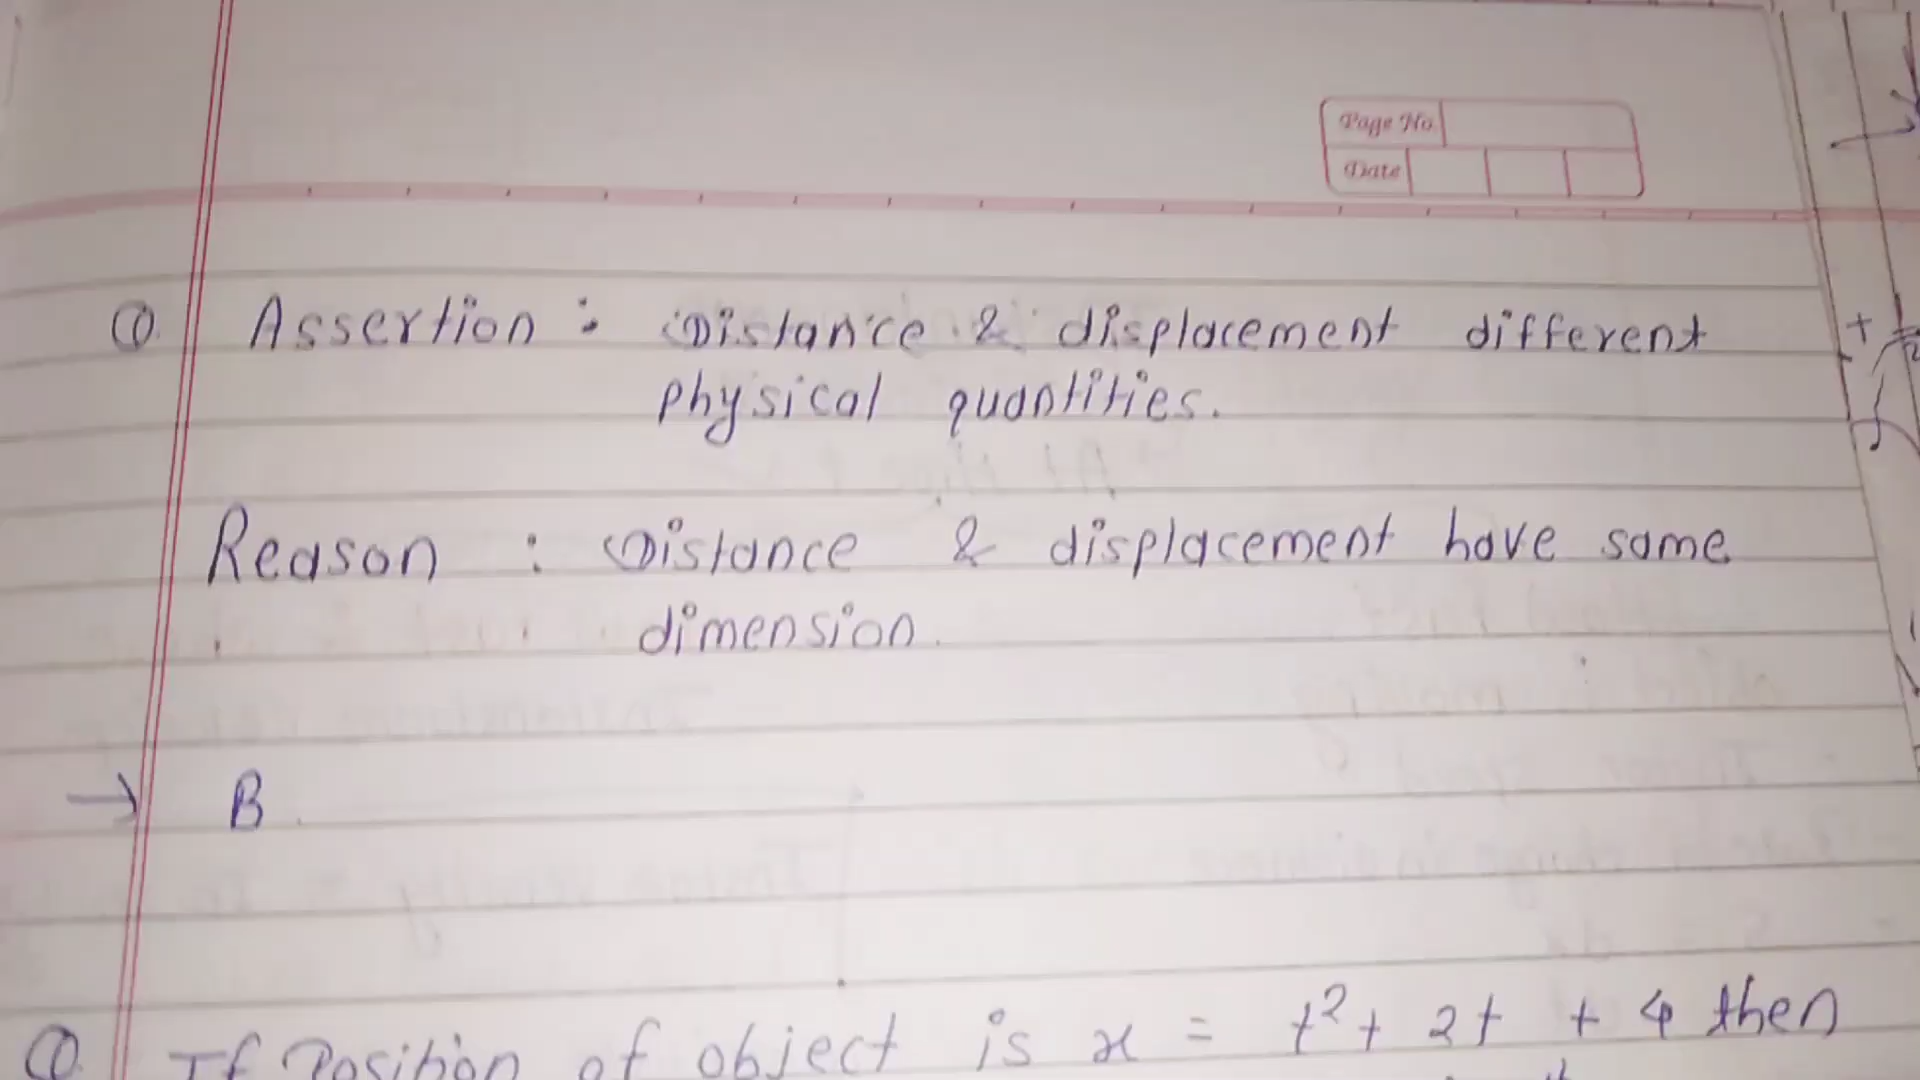 Page No.
Date
Q. Assertion : Distance & displacement different
physical quantities.
Reason : Distance & displacement have same
dimension.
→ B.
Q If Position of object is x = t² + 2t + 4 then